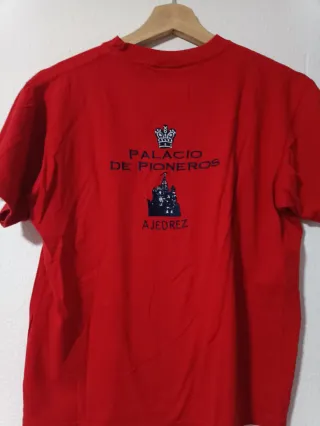 PALACIO
DE PIONEROS
AJEDREZ